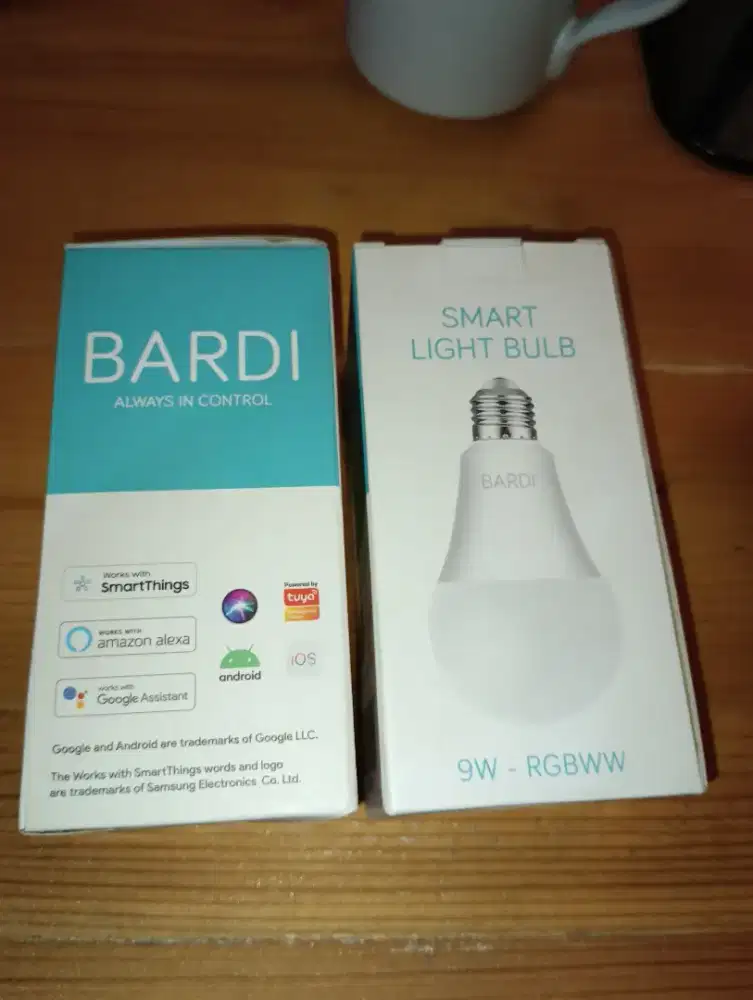 BARDI
ALWAYS IN CONTROL
Works with
SmartThings
WORKS WITH
amazon alexa
works with
Google Assistant
Powered by
tuya
android
iOS
Google and Android are trademarks of Google LLC.
The Works with SmartThings words and logo
are trademarks of Samsung Electronics Co. Ltd.
SMART
LIGHT BULB
BARDI
9W - RGBWW